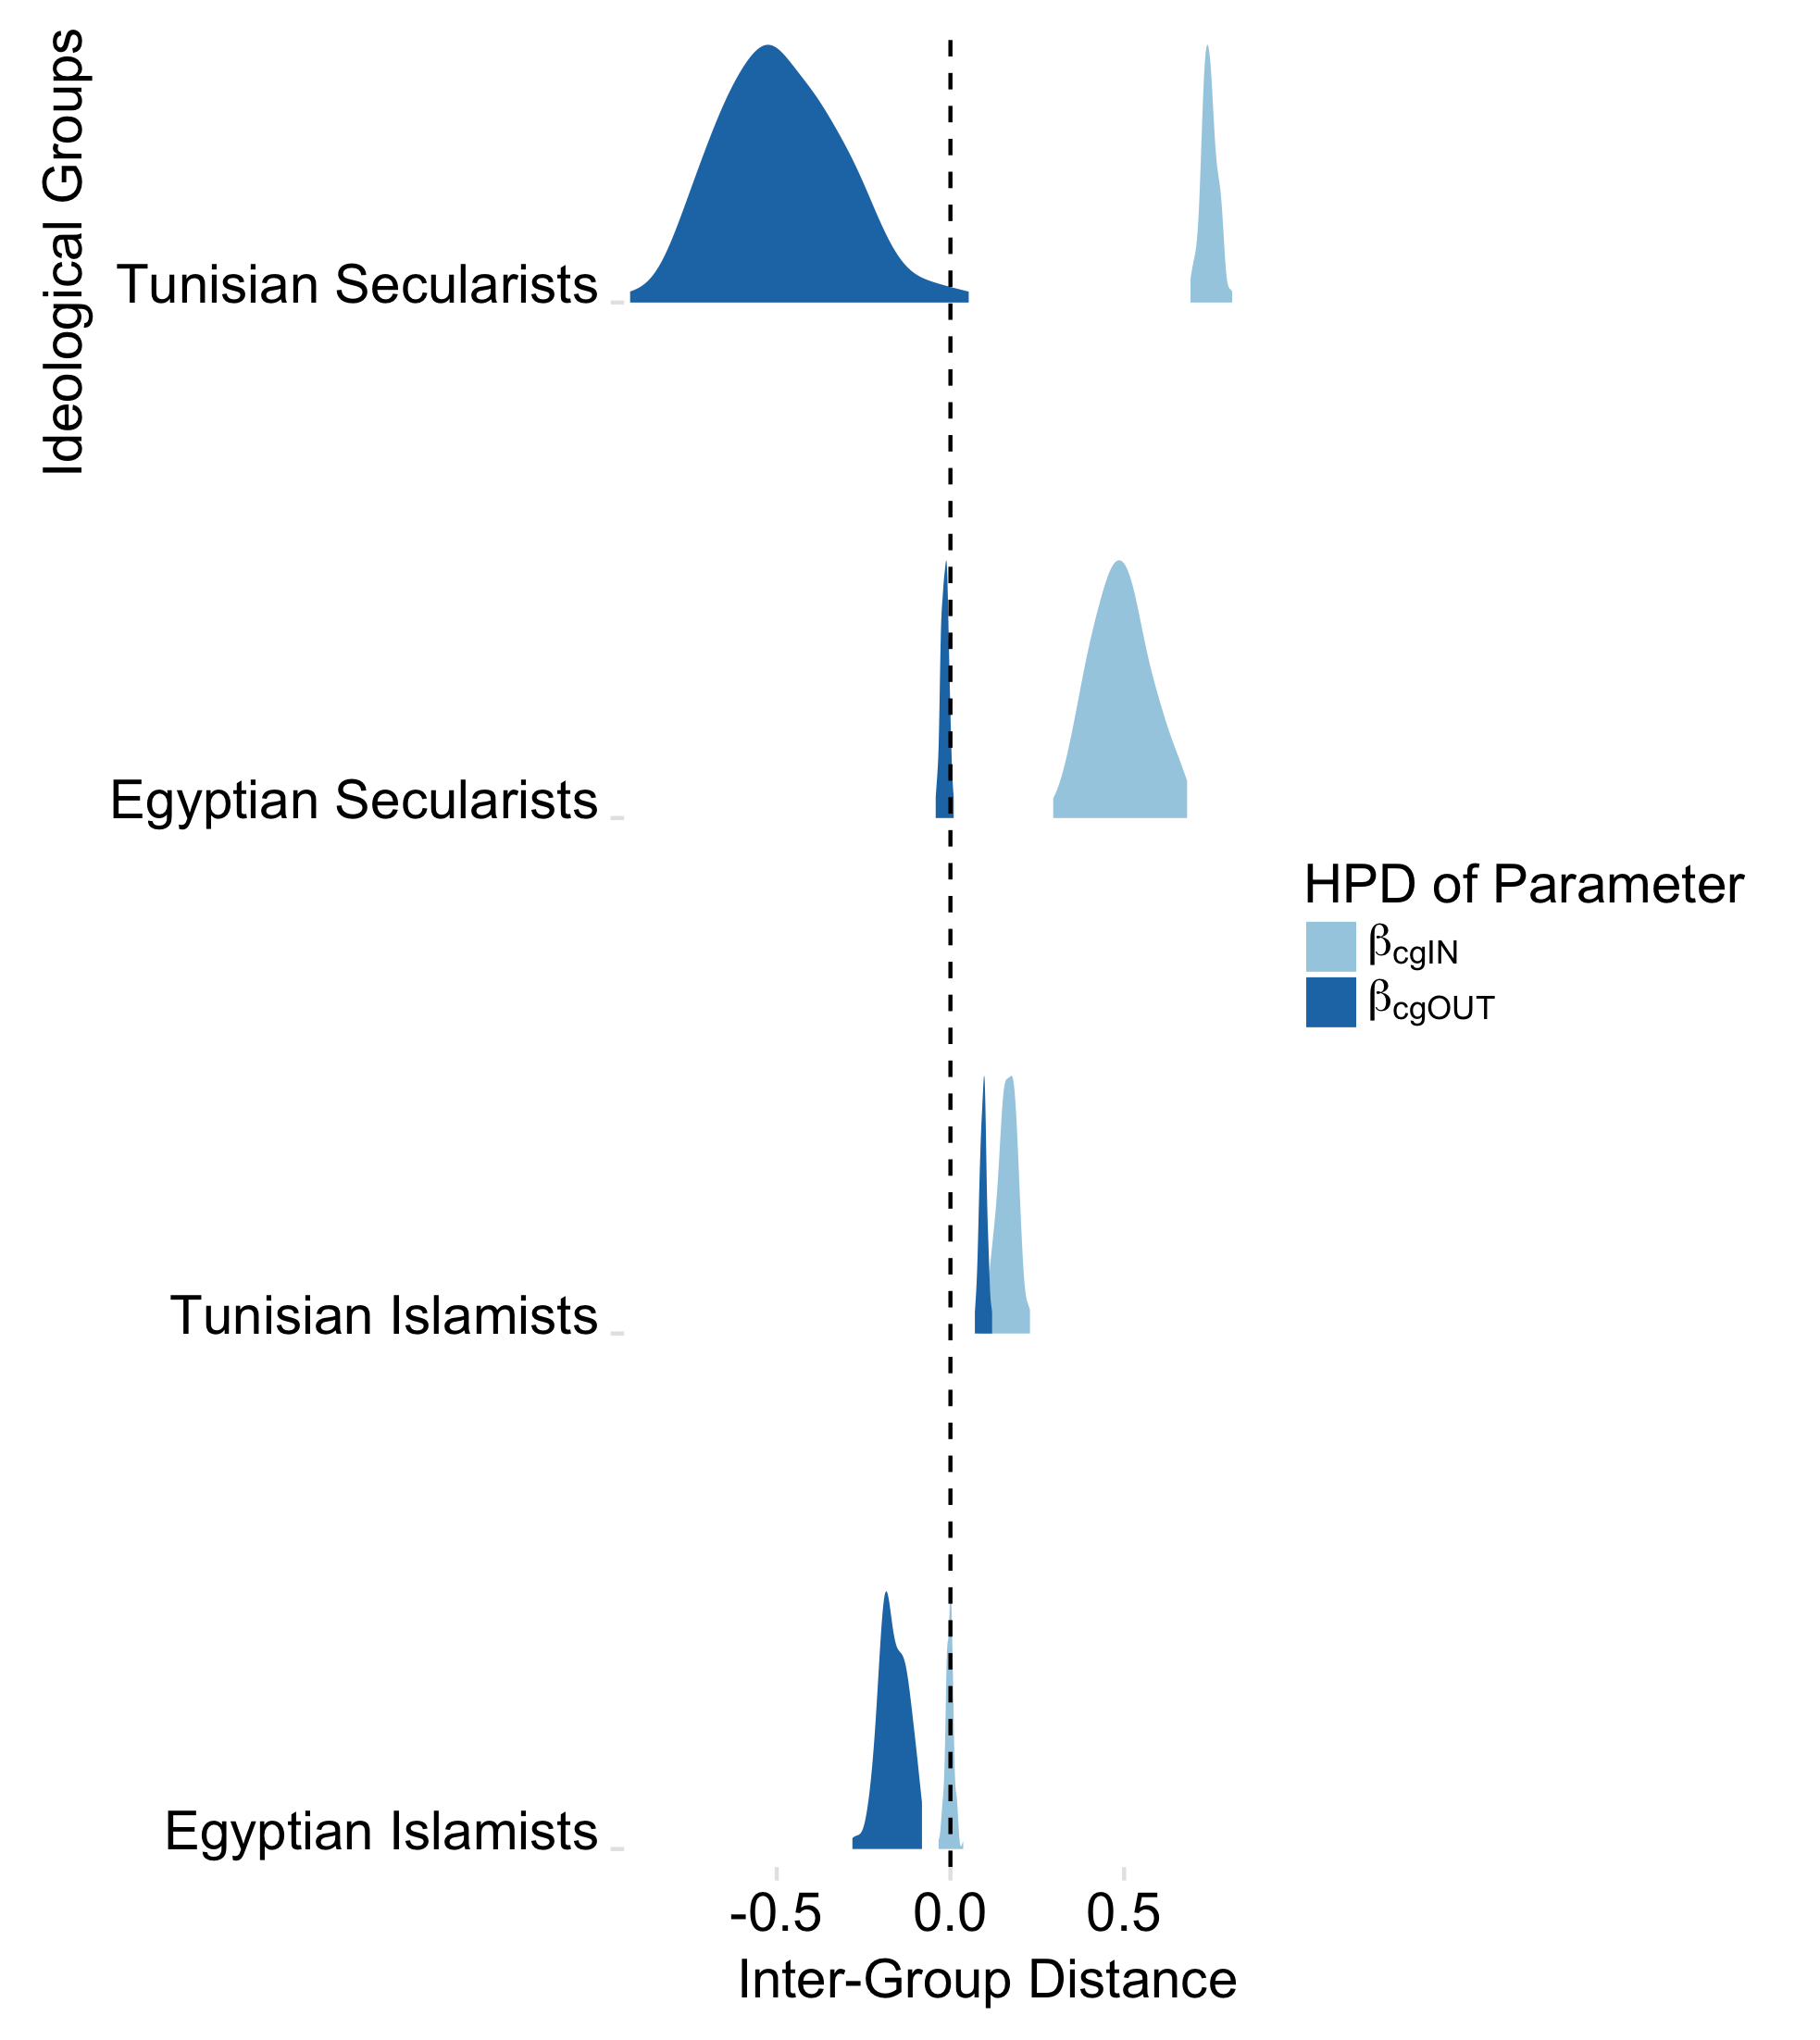 Ideological Groups
Tunisian Secularists
Egyptian Secularists
HPD of Parameter
βcgIN
βcgOUT
Tunisian Islamists
Egyptian Islamists
-0.5 0.0 0.5
Inter-Group Distance